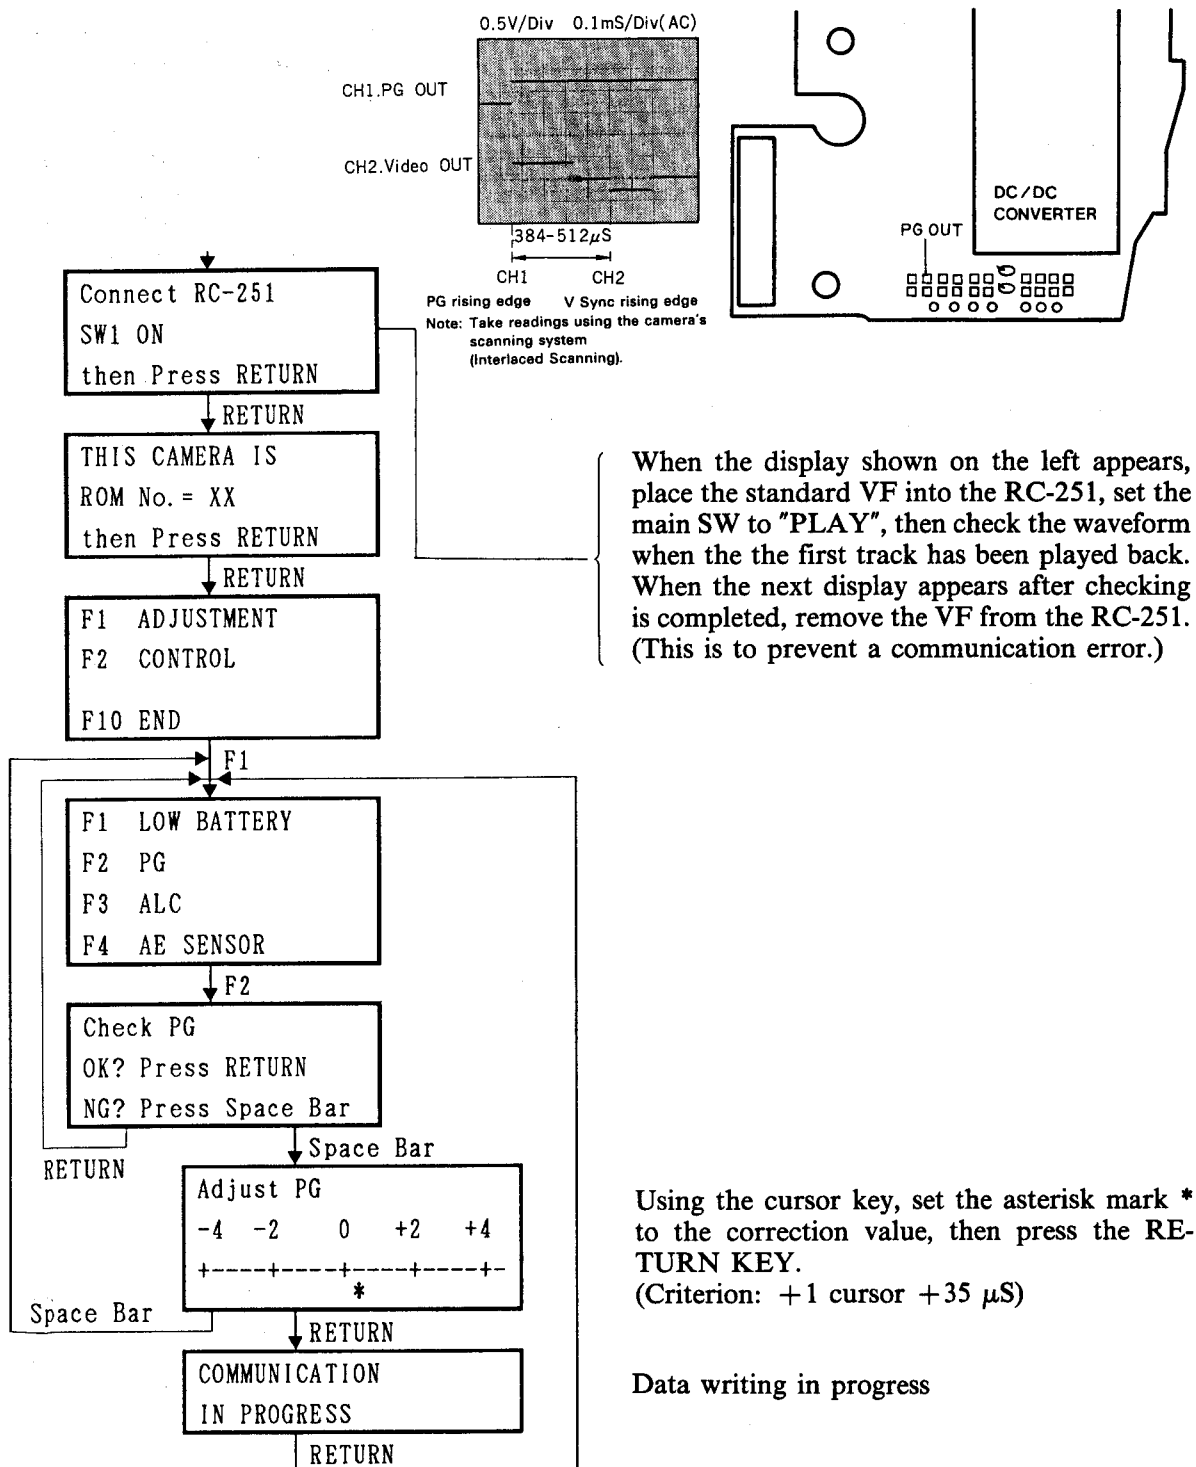 0.5V/Div 0.1mS/Div(AC)
CH1.PG OUT
CH2.Video OUT
384-512μS
CH1 CH2
PG rising edge V Sync rising edge
Note: Take readings using the camera's
scanning system
(Interlaced Scanning).
DC/DC
CONVERTER
PG OUT
Connect RC-251
SW1 ON
then Press RETURN
RETURN
THIS CAMERA IS
ROM No. = XX
then Press RETURN
RETURN
When the display shown on the left appears,
place the standard VF into the RC-251, set the
main SW to "PLAY", then check the waveform
when the the first track has been played back.
When the next display appears after checking
is completed, remove the VF from the RC-251.
(This is to prevent a communication error.)
F1 ADJUSTMENT
F2 CONTROL
F10 END
F1
F1 LOW BATTERY
F2 PG
F3 ALC
F4 AE SENSOR
F2
Check PG
OK? Press RETURN
NG? Press Space Bar
RETURN
Space Bar
Adjust PG
-4 -2 0 +2 +4
+----+----+----+----+-
*
Space Bar
RETURN
Using the cursor key, set the asterisk mark *
to the correction value, then press the RE-
TURN KEY.
(Criterion: +1 cursor +35 μS)
COMMUNICATION
IN PROGRESS
Data writing in progress
RETURN